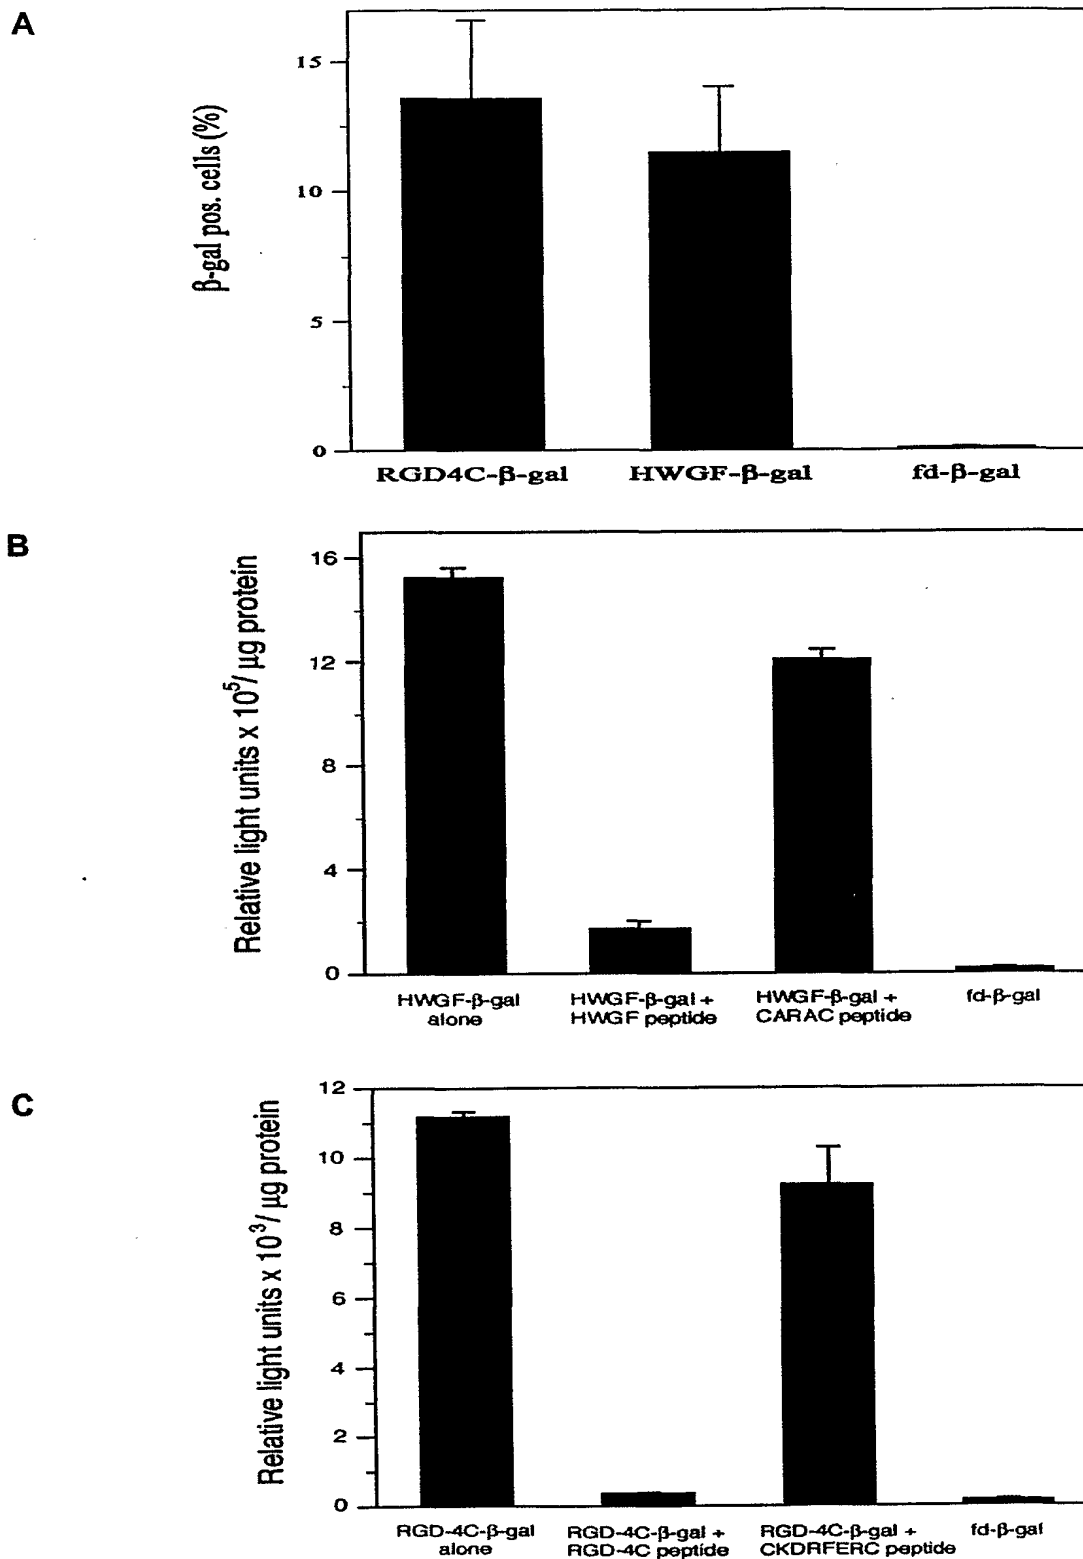 A
β-gal pos. cells (%)
15
10
5
0
RGD4C-β-gal
HWGF-β-gal
fd-β-gal
B
Relative light units x 10⁵/ µg protein
16
12
8
4
0
HWGF-β-gal
alone
HWGF-β-gal +
HWGF peptide
HWGF-β-gal +
CARAC peptide
fd-β-gal
C
Relative light units x 10³/ µg protein
12
10
8
6
4
2
0
RGD-4C-β-gal
alone
RGD-4C-β-gal +
RGD-4C peptide
RGD-4C-β-gal +
CKDRFERC peptide
fd-β-gal